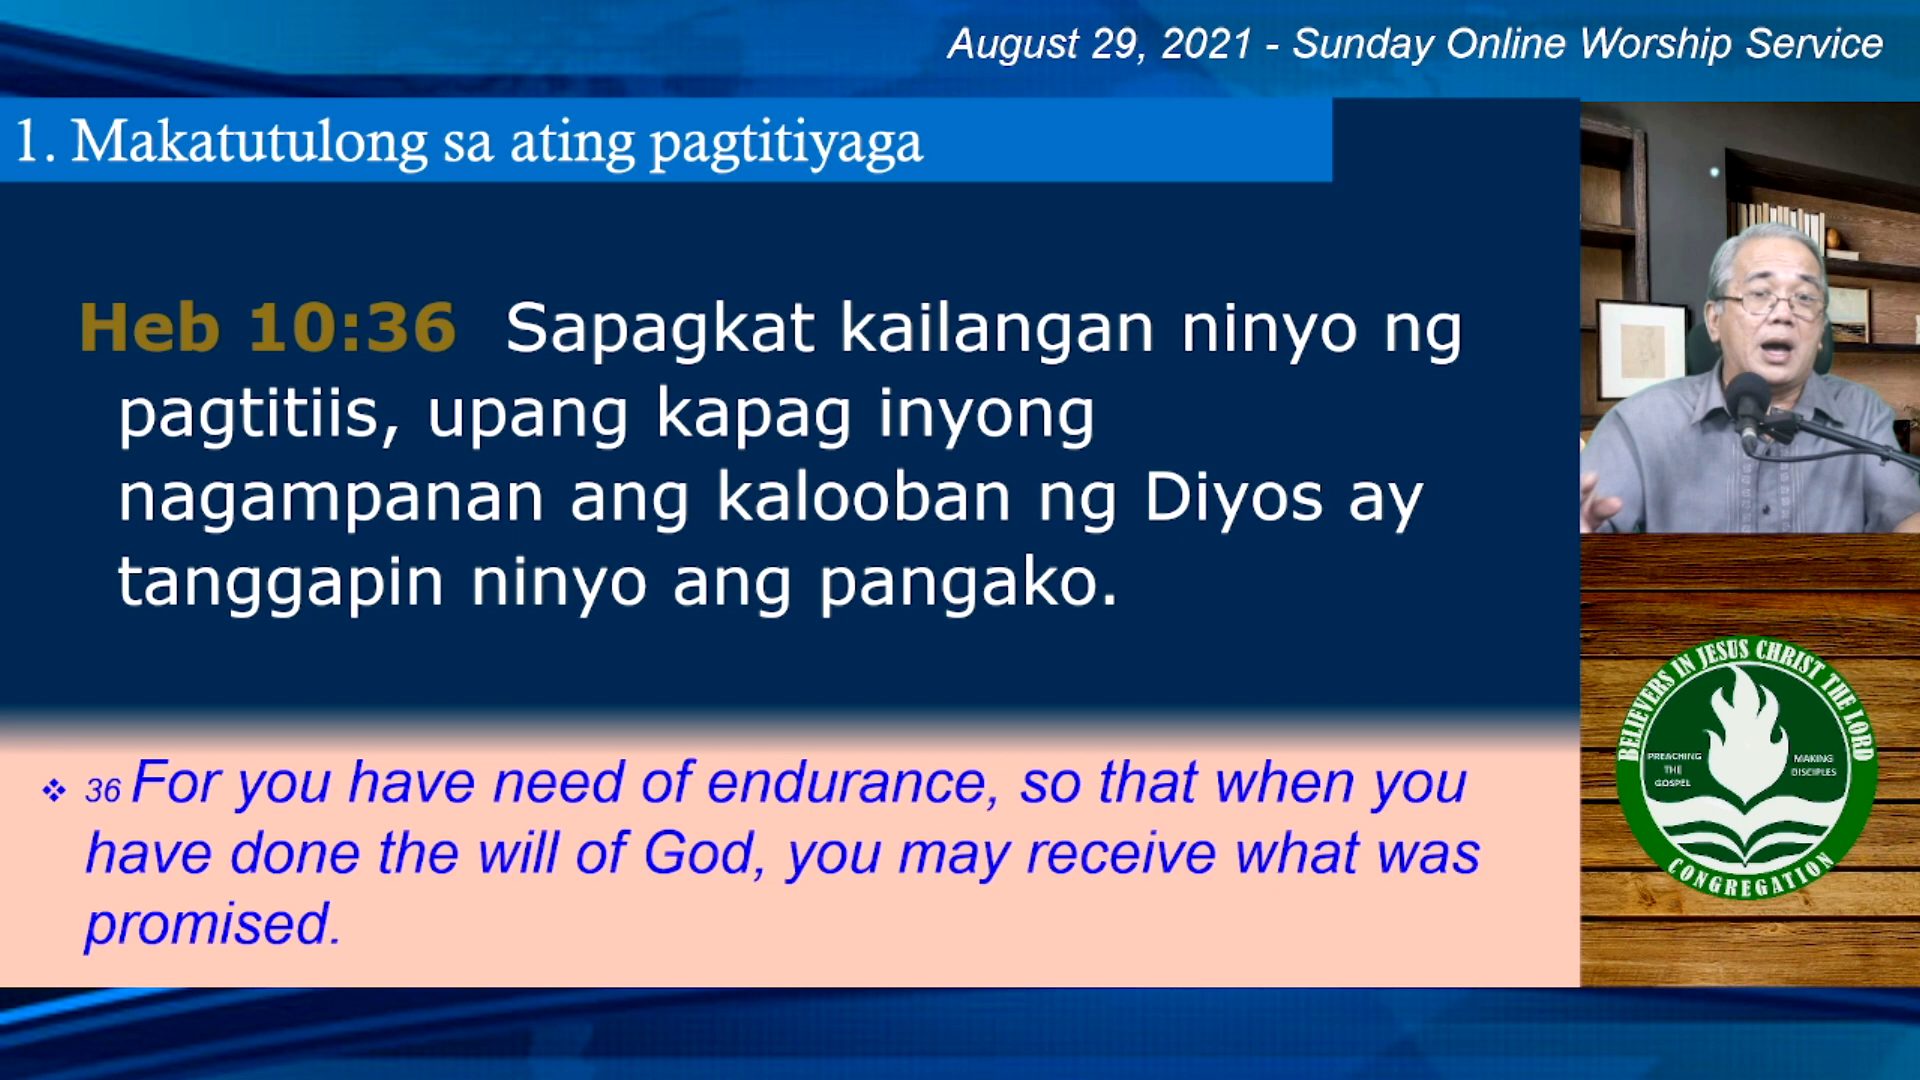 August 29, 2021 - Sunday Online Worship Service
1. Makatutulong sa ating pagtitiyaga
Heb 10:36 Sapagkat kailangan ninyo ng
pagtitiis, upang kapag inyong
nagampanan ang kalooban ng Diyos ay
tanggapin ninyo ang pangako.
❖ 36 For you have need of endurance, so that when you
have done the will of God, you may receive what was
promised.
BELIEVERS IN JESUS CHRIST THE LORD
PREACHING
THE
GOSPEL
MAKING
DISCIPLES
CONGREGATION